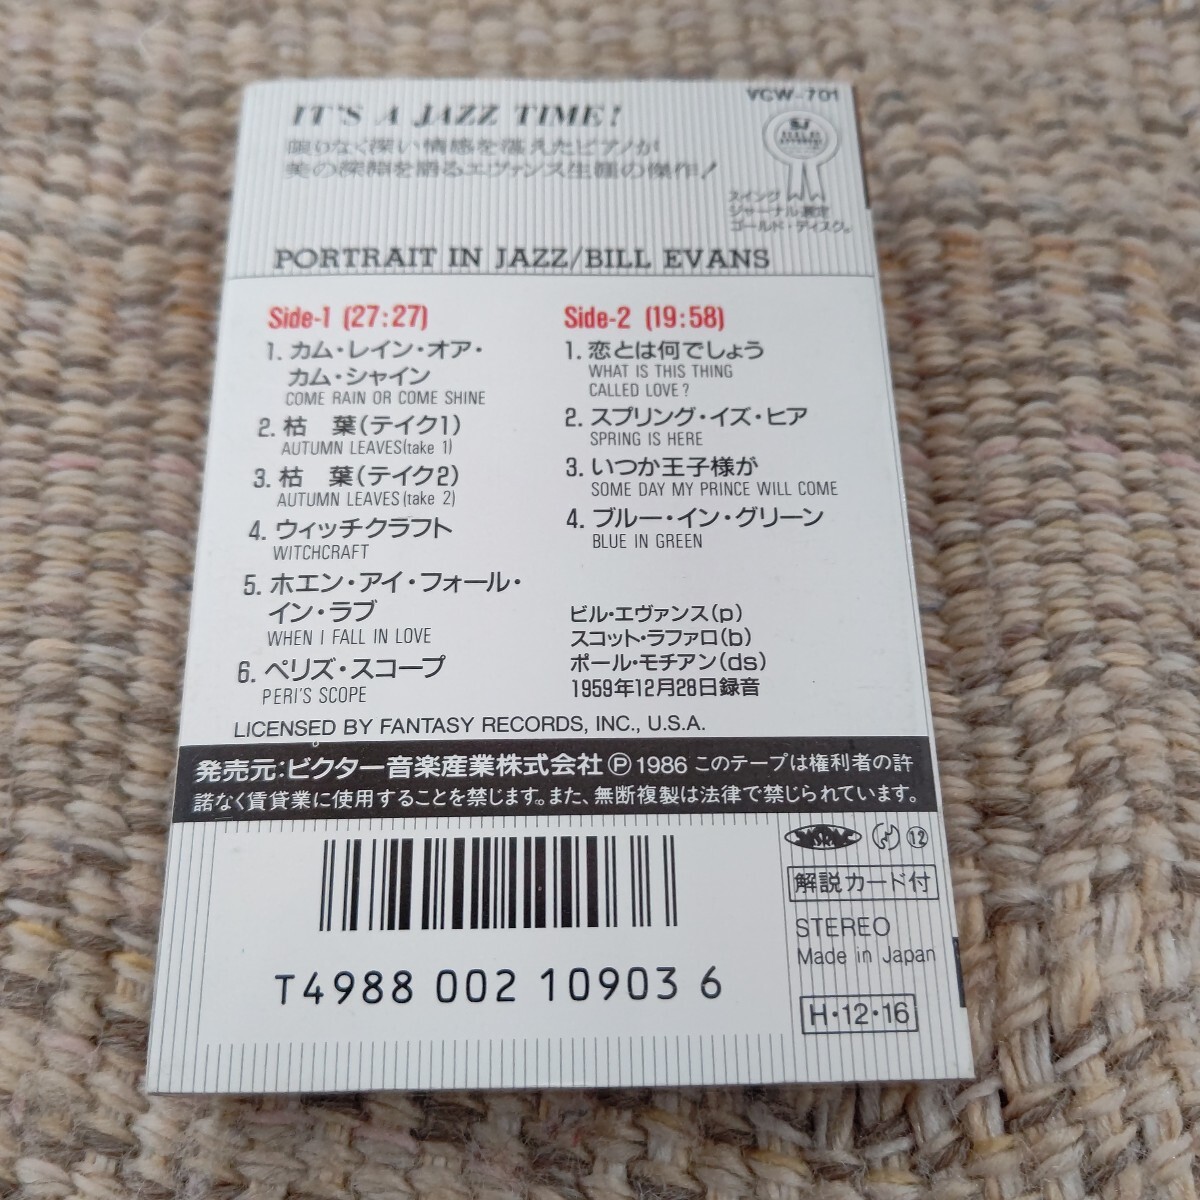 IT'S A JAZZ TIME!
限りなく深い情感を湛えたピアノが
美の深淵を語るエヴァンス生涯の傑作!
VCW-701
SJ
スイング
ジャーナル選定
ゴールド・ディスク。
PORTRAIT IN JAZZ/BILL EVANS
Side-1 (27:27)
1. カム・レイン・オア・
カム・シャイン
COME RAIN OR COME SHINE
2. 枯 葉(テイク1)
AUTUMN LEAVES(take 1)
3. 枯 葉(テイク2)
AUTUMN LEAVES(take 2)
4. ウィッチクラフト
WITCHCRAFT
5. ホエン・アイ・フォール・
イン・ラブ
WHEN I FALL IN LOVE
6. ペリズ・スコープ
PERI'S SCOPE
Side-2 (19:58)
1. 恋とは何でしょう
WHAT IS THIS THING
CALLED LOVE?
2. スプリング・イズ・ヒア
SPRING IS HERE
3. いつか王子様が
SOME DAY MY PRINCE WILL COME
4. ブルー・イン・グリーン
BLUE IN GREEN
ビル・エヴァンス(p)
スコット・ラファロ(b)
ポール・モチアン(ds)
1959年12月28日録音
LICENSED BY FANTASY RECORDS, INC., U.S.A.
発売元:ビクター音楽産業株式会社 Ⓟ 1986 このテープは権利者の許
諾なく賃貸業に使用することを禁じます。また、無断複製は法律で禁じられています。
⑫
解説カード付
STEREO
Made in Japan
H・12・16
T4988 002 10903 6